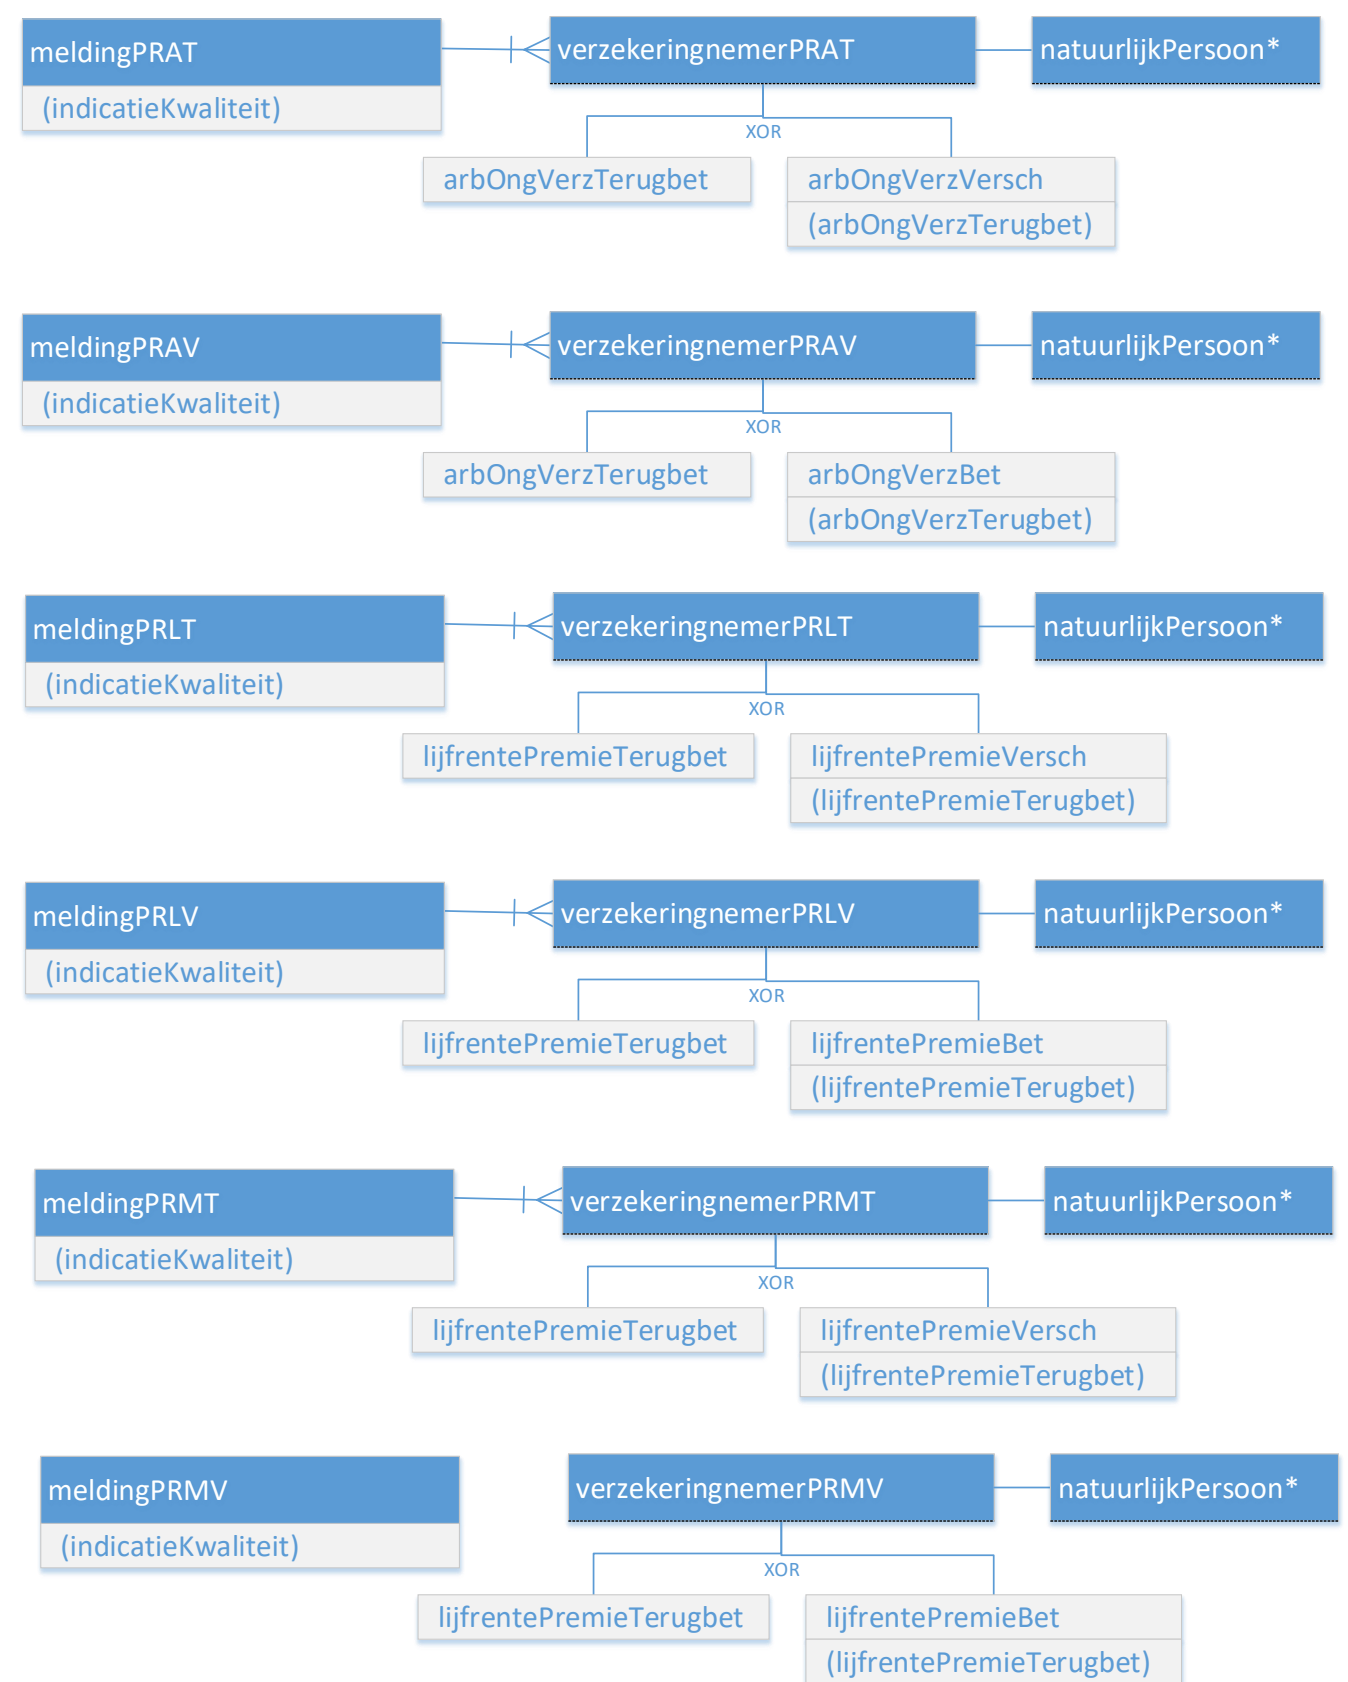 meldingPRAT
verzekeringnemerPRAT
natuurlijkPersoon*
(indicatieKwaliteit)
XOR
arbOngVerzTerugbet
arbOngVerzVersch
(arbOngVerzTerugbet)
meldingPRAV
verzekeringnemerPRAV
natuurlijkPersoon*
(indicatieKwaliteit)
XOR
arbOngVerzTerugbet
arbOngVerzBet
(arbOngVerzTerugbet)
meldingPRLT
verzekeringnemerPRLT
natuurlijkPersoon*
(indicatieKwaliteit)
XOR
lijfrentePremieTerugbet
lijfrentePremieVersch
(lijfrentePremieTerugbet)
meldingPRLV
verzekeringnemerPRLV
natuurlijkPersoon*
(indicatieKwaliteit)
XOR
lijfrentePremieTerugbet
lijfrentePremieBet
(lijfrentePremieTerugbet)
meldingPRMT
verzekeringnemerPRMT
natuurlijkPersoon*
(indicatieKwaliteit)
XOR
lijfrentePremieTerugbet
lijfrentePremieVersch
(lijfrentePremieTerugbet)
meldingPRMV
verzekeringnemerPRMV
natuurlijkPersoon*
(indicatieKwaliteit)
XOR
lijfrentePremieTerugbet
lijfrentePremieBet
(lijfrentePremieTerugbet)